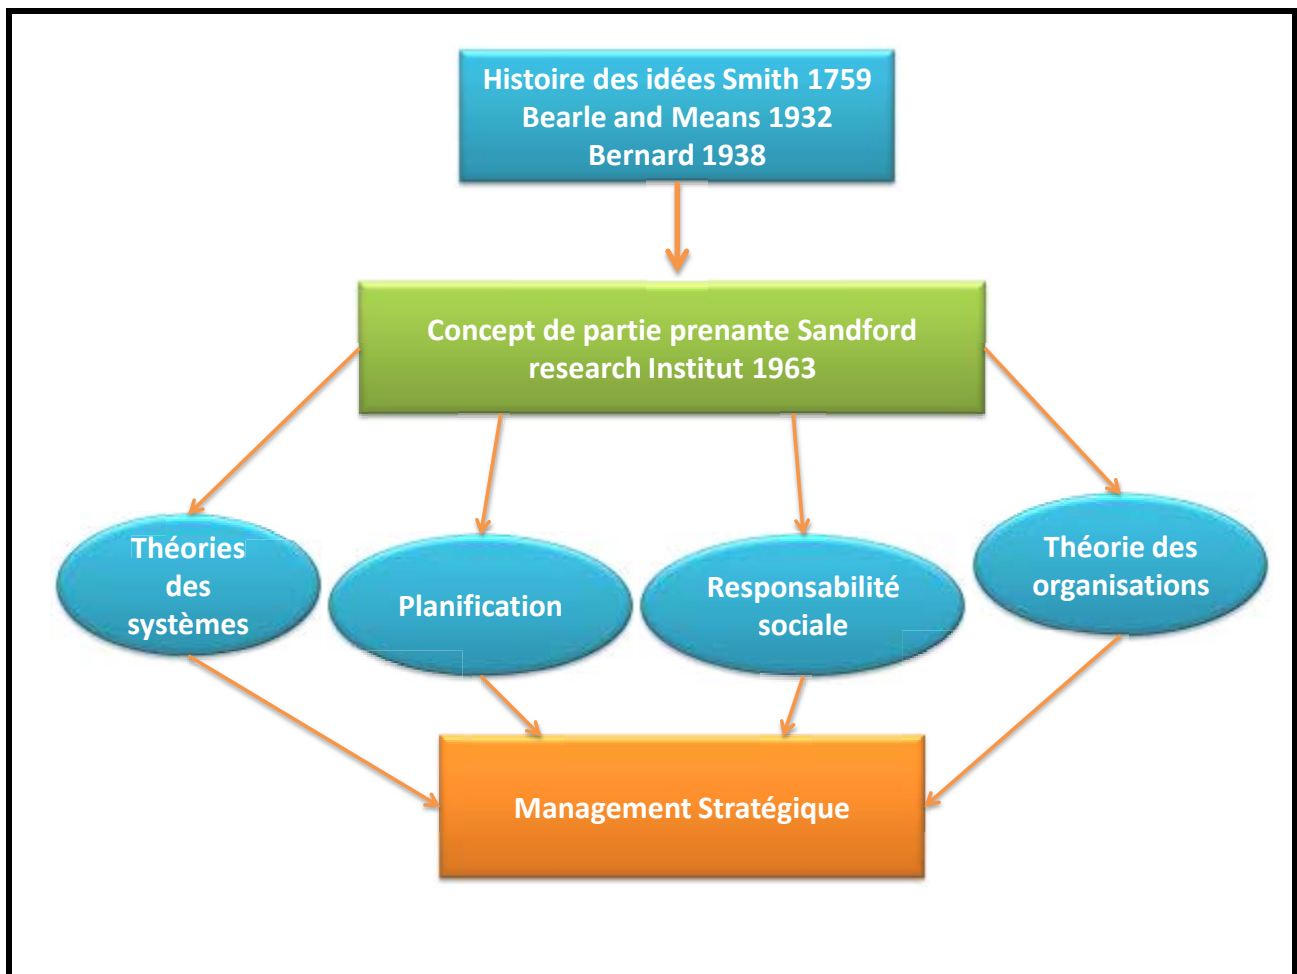 Histoire des idées Smith 1759
Bearle and Means 1932
Bernard 1938
Concept de partie prenante Sandford
research Institut 1963
Théories
des
systèmes
Planification
Responsabilité
sociale
Théorie des
organisations
Management Stratégique